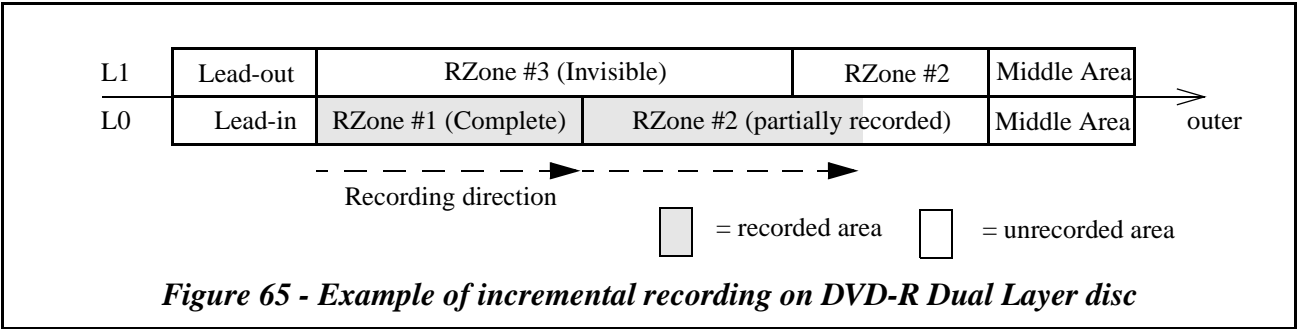 L1 Lead-out RZone #3 (Invisible) RZone #2 Middle Area
L0 Lead-in RZone #1 (Complete) RZone #2 (partially recorded) Middle Area outer
Recording direction
= recorded area = unrecorded area
Figure 65 - Example of incremental recording on DVD-R Dual Layer disc